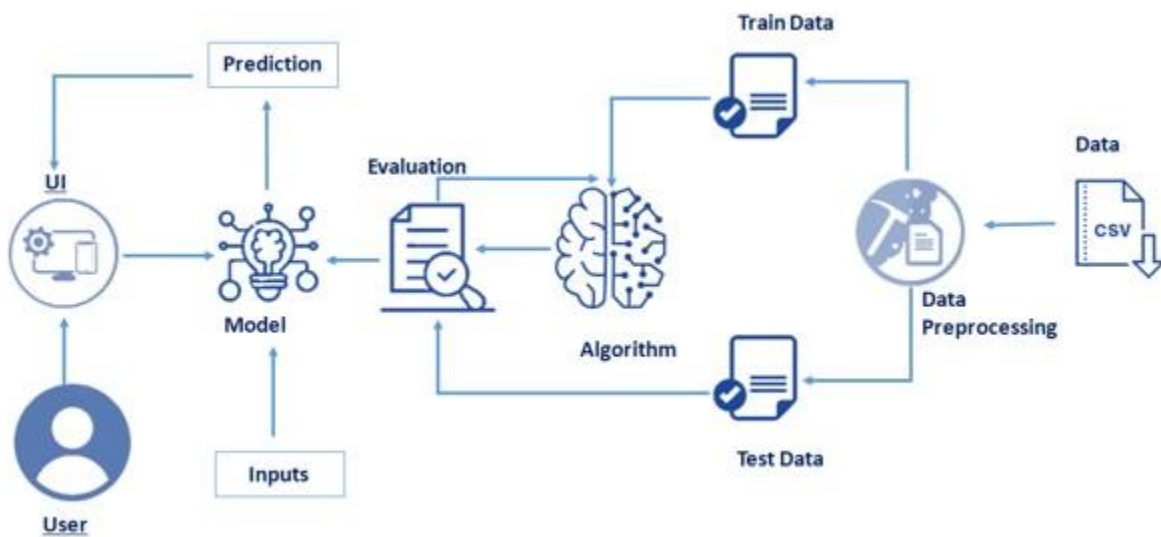 Train Data
Prediction
Data
Evaluation
UI
CSV
Model
Data
Preprocessing
Algorithm
Inputs
Test Data
User